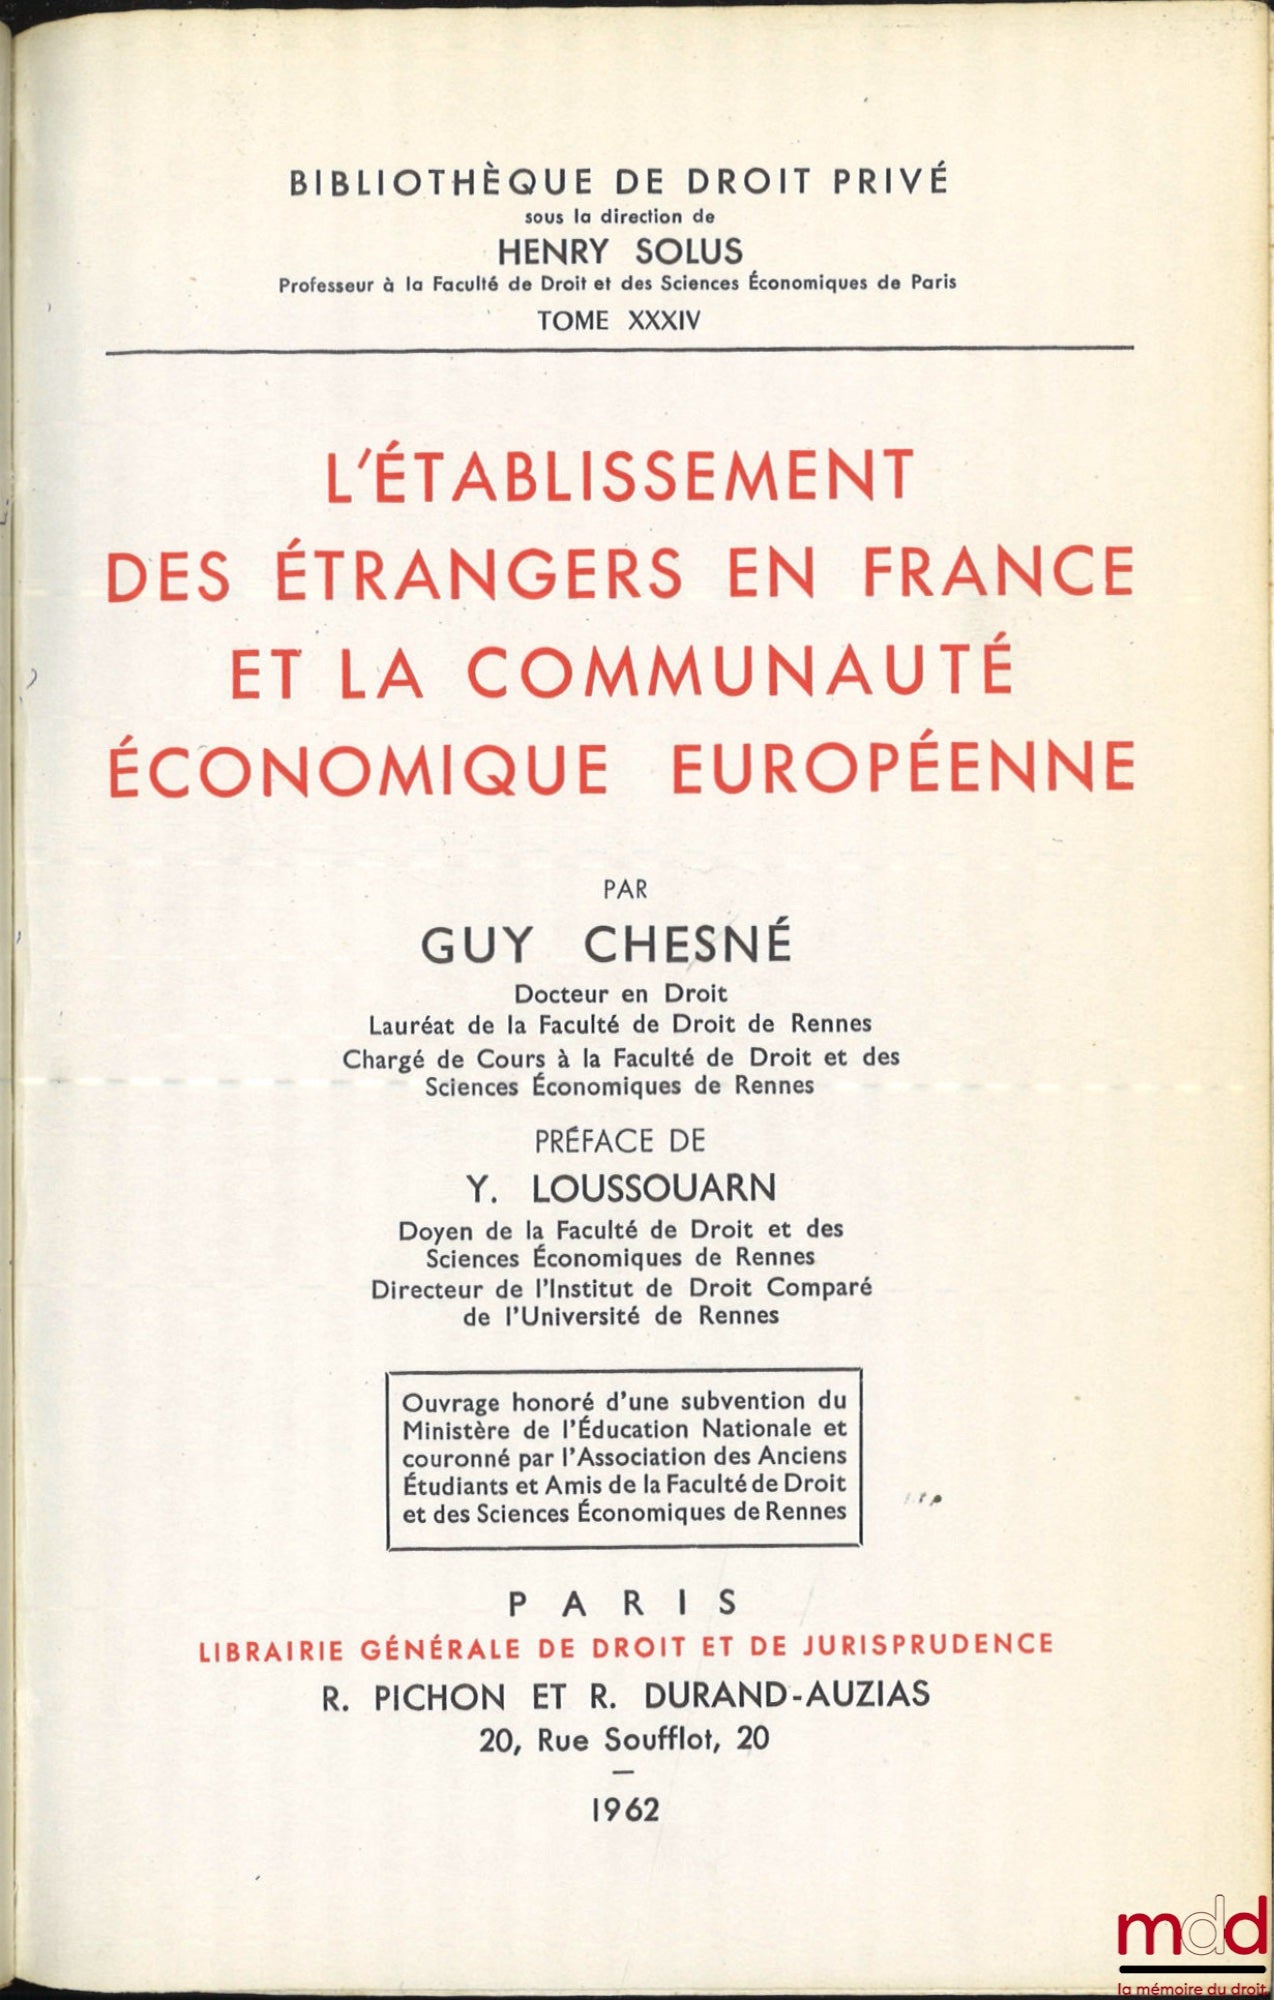 BIBLIOTHÈQUE DE DROIT PRIVÉ
sous la direction de
HENRY SOLUS
Professeur à la Faculté de Droit et des Sciences Économiques de Paris
TOME XXXIV
L'ÉTABLISSEMENT
DES ÉTRANGERS EN FRANCE
ET LA COMMUNAUTÉ
ÉCONOMIQUE EUROPÉENNE
PAR
GUY CHESNÉ
Docteur en Droit
Lauréat de la Faculté de Droit de Rennes
Chargé de Cours à la Faculté de Droit et des
Sciences Économiques de Rennes
PRÉFACE DE
Y. LOUSSOUARN
Doyen de la Faculté de Droit et des
Sciences Économiques de Rennes
Directeur de l'Institut de Droit Comparé
de l'Université de Rennes
Ouvrage honoré d'une subvention du
Ministère de l'Éducation Nationale et
couronné par l'Association des Anciens
Étudiants et Amis de la Faculté de Droit
et des Sciences Économiques de Rennes
PARIS
LIBRAIRIE GÉNÉRALE DE DROIT ET DE JURISPRUDENCE
R. PICHON ET R. DURAND-AUZIAS
20, Rue Soufflot, 20
1962
mdd
la mémoire du droit